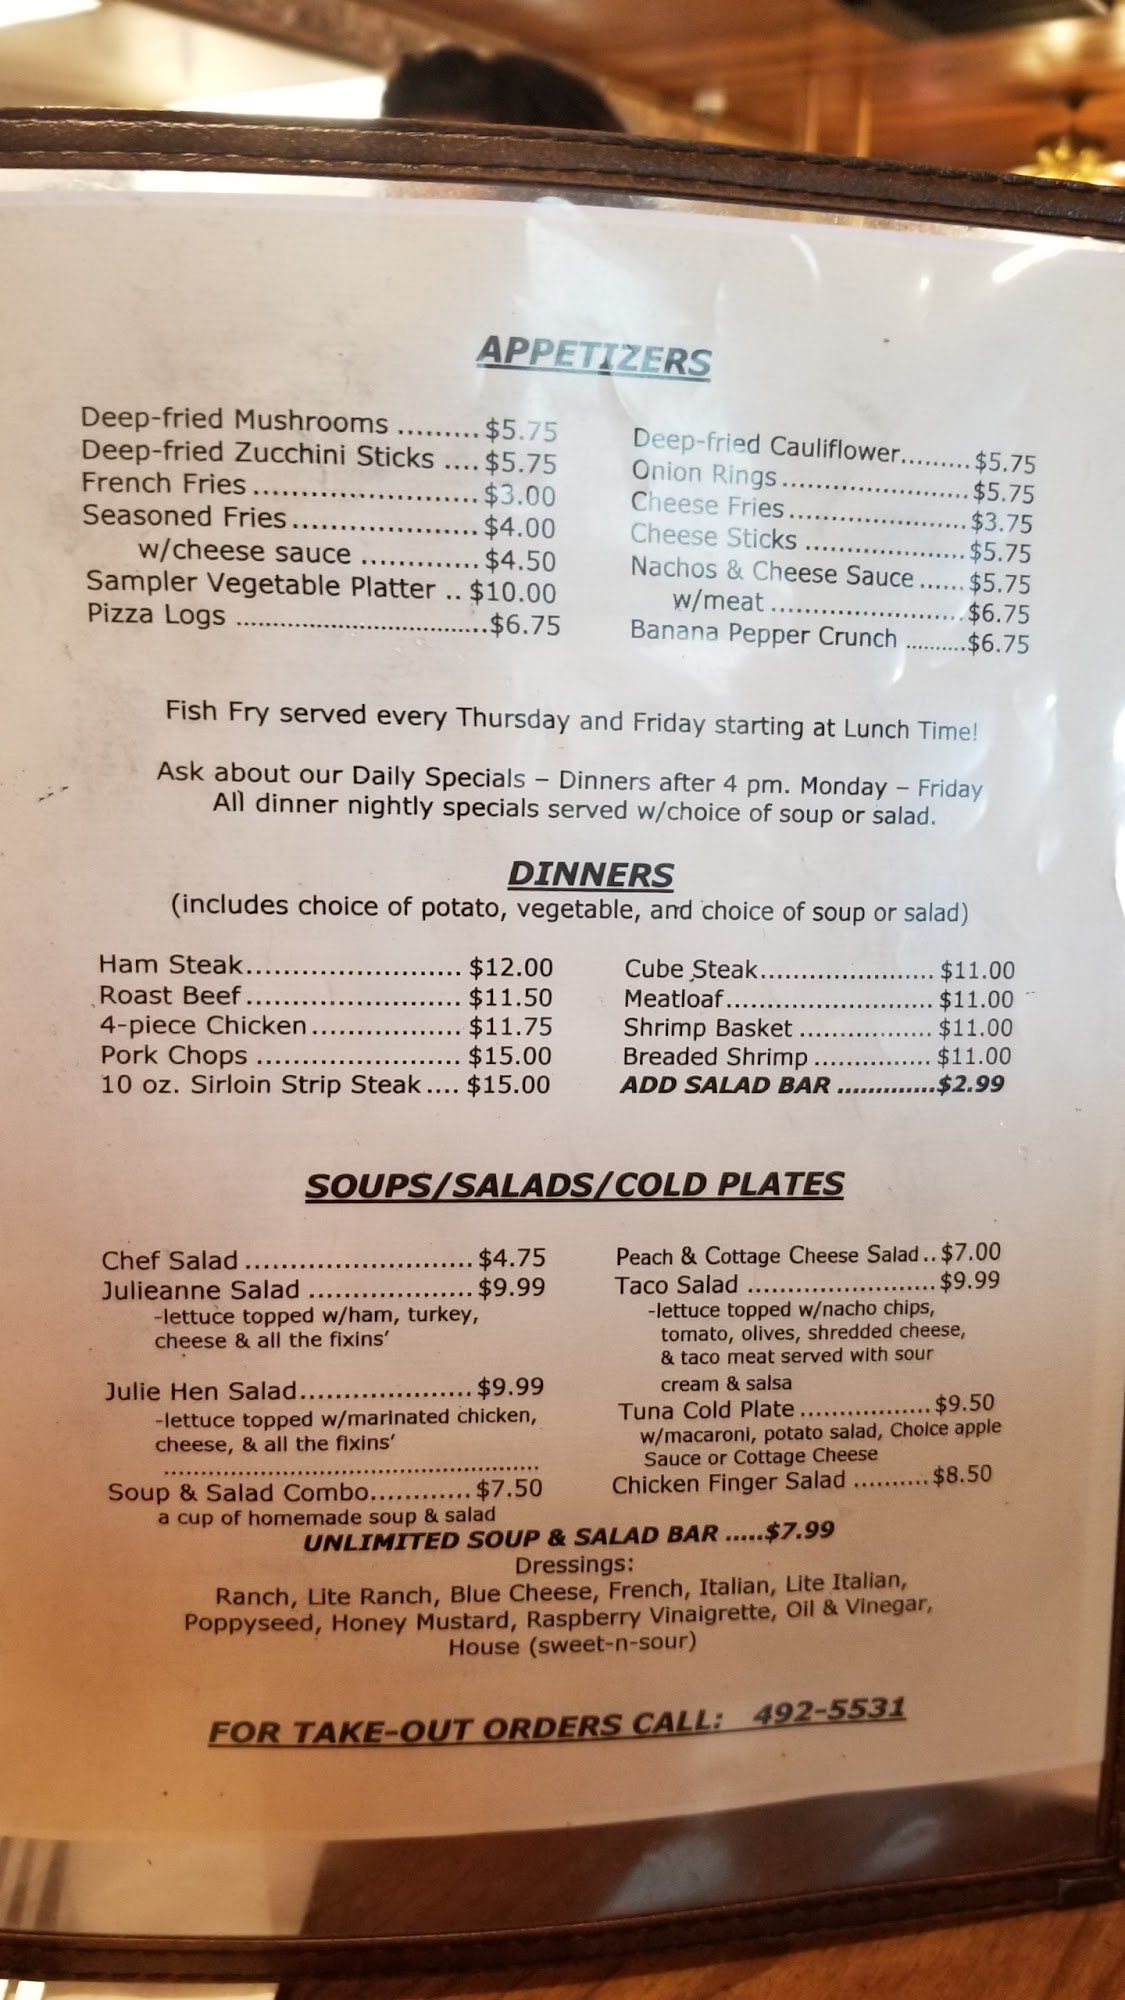 APPETIZERS
Deep-fried Mushrooms ......... $5.75
Deep-fried Zucchini Sticks .... $5.75
French Fries ........................ $3.00
Seasoned Fries .................... $4.00
w/cheese sauce ............. $4.50
Sampler Vegetable Platter .. $10.00
Pizza Logs .................................. $6.75
Deep-fried Cauliflower......... $5.75
Onion Rings ........................ $5.75
Cheese Fries ....................... $3.75
Cheese Sticks ..................... $5.75
Nachos & Cheese Sauce ...... $5.75
w/meat ......................... $6.75
Banana Pepper Crunch .......... $6.75
Fish Fry served every Thursday and Friday starting at Lunch Time!
Ask about our Daily Specials – Dinners after 4 pm. Monday – Friday
All dinner nightly specials served w/choice of soup or salad.
DINNERS
(includes choice of potato, vegetable, and choice of soup or salad)
Ham Steak....................... $12.00
Roast Beef....................... $11.50
4-piece Chicken................ $11.75
Pork Chops ...................... $15.00
10 oz. Sirloin Strip Steak .... $15.00
Cube Steak...................... $11.00
Meatloaf.......................... $11.00
Shrimp Basket ................. $11.00
Breaded Shrimp ............... $11.00
ADD SALAD BAR ............. $2.99
SOUPS/SALADS/COLD PLATES
Chef Salad ......................... $4.75
Julieanne Salad .................. $9.99
-lettuce topped w/ham, turkey,
cheese & all the fixins’
Julie Hen Salad................... $9.99
-lettuce topped w/marinated chicken,
cheese, & all the fixins’
................................................
Soup & Salad Combo........... $7.50
a cup of homemade soup & salad
Peach & Cottage Cheese Salad.. $7.00
Taco Salad .................... $9.99
-lettuce topped w/nacho chips,
tomato, olives, shredded cheese,
& taco meat served with sour
cream & salsa
Tuna Cold Plate ................. $9.50
w/macaroni, potato salad, Choice apple
Sauce or Cottage Cheese
Chicken Finger Salad .......... $8.50
UNLIMITED SOUP & SALAD BAR .....$7.99
Dressings:
Ranch, Lite Ranch, Blue Cheese, French, Italian, Lite Italian,
Poppyseed, Honey Mustard, Raspberry Vinaigrette, Oil & Vinegar,
House (sweet-n-sour)
FOR TAKE-OUT ORDERS CALL: 492-5531